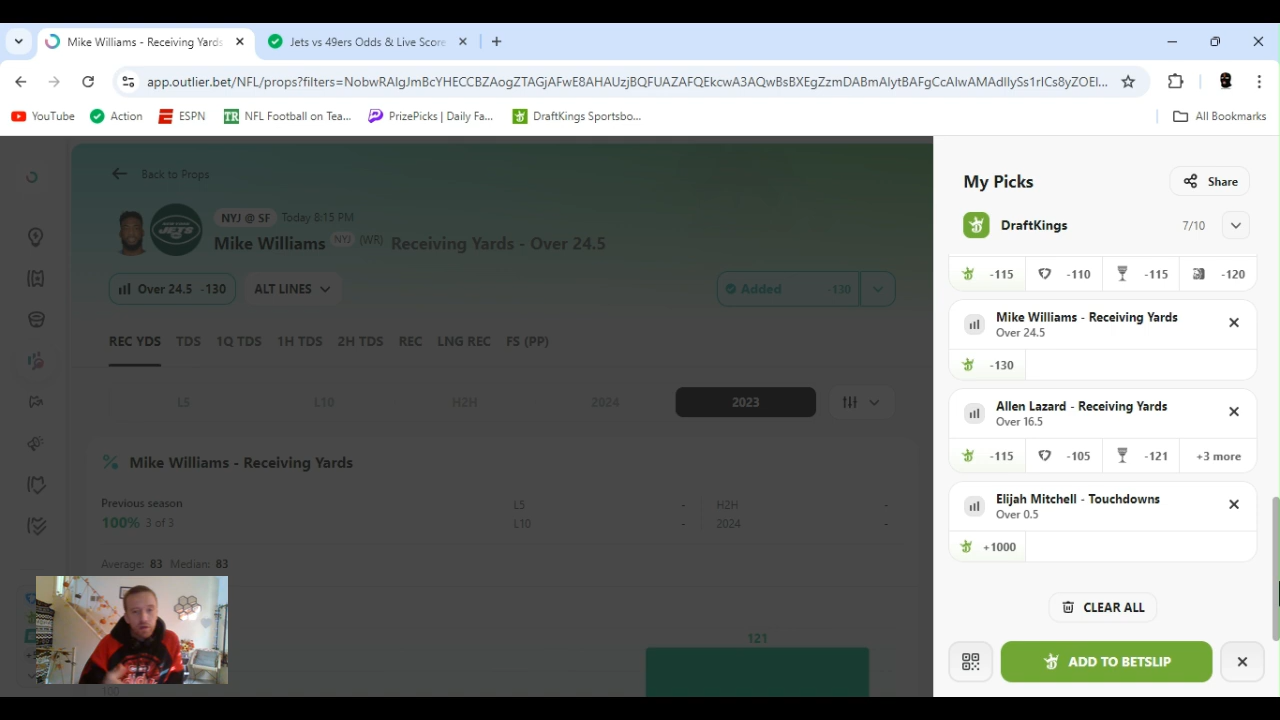 Mike Williams - Receiving Yards
Jets vs 49ers Odds & Live Score
app.outlier.bet/NFL/props?filters=
YouTube
Action
ESPN
NFL Football on Tea...
PrizePicks | Daily Fa...
DraftKings Sportsbo...
All Bookmarks
Back to Props
NYJ @ SF Today 8:15 PM
Mike Williams NYJ (WR) Receiving Yards - Over 24.5
Over 24.5 -130
ALT LINES
Added -130
REC YDS TDS 1Q TDS 1H TDS 2H TDS REC LNG REC FS (PP)
L5 L10 H2H 2024 2023
Mike Williams - Receiving Yards
Previous season
100% 3 of 3
L5 -
H2H -
L10 -
2024 -
Average: 83 Median: 83
121
100
My Picks
Share
DraftKings
7/10
-115 -110 -115 -120
Mike Williams - Receiving Yards
Over 24.5
-130
Allen Lazard - Receiving Yards
Over 16.5
-115 -105 -121 +3 more
Elijah Mitchell - Touchdowns
Over 0.5
+1000
CLEAR ALL
ADD TO BETSLIP